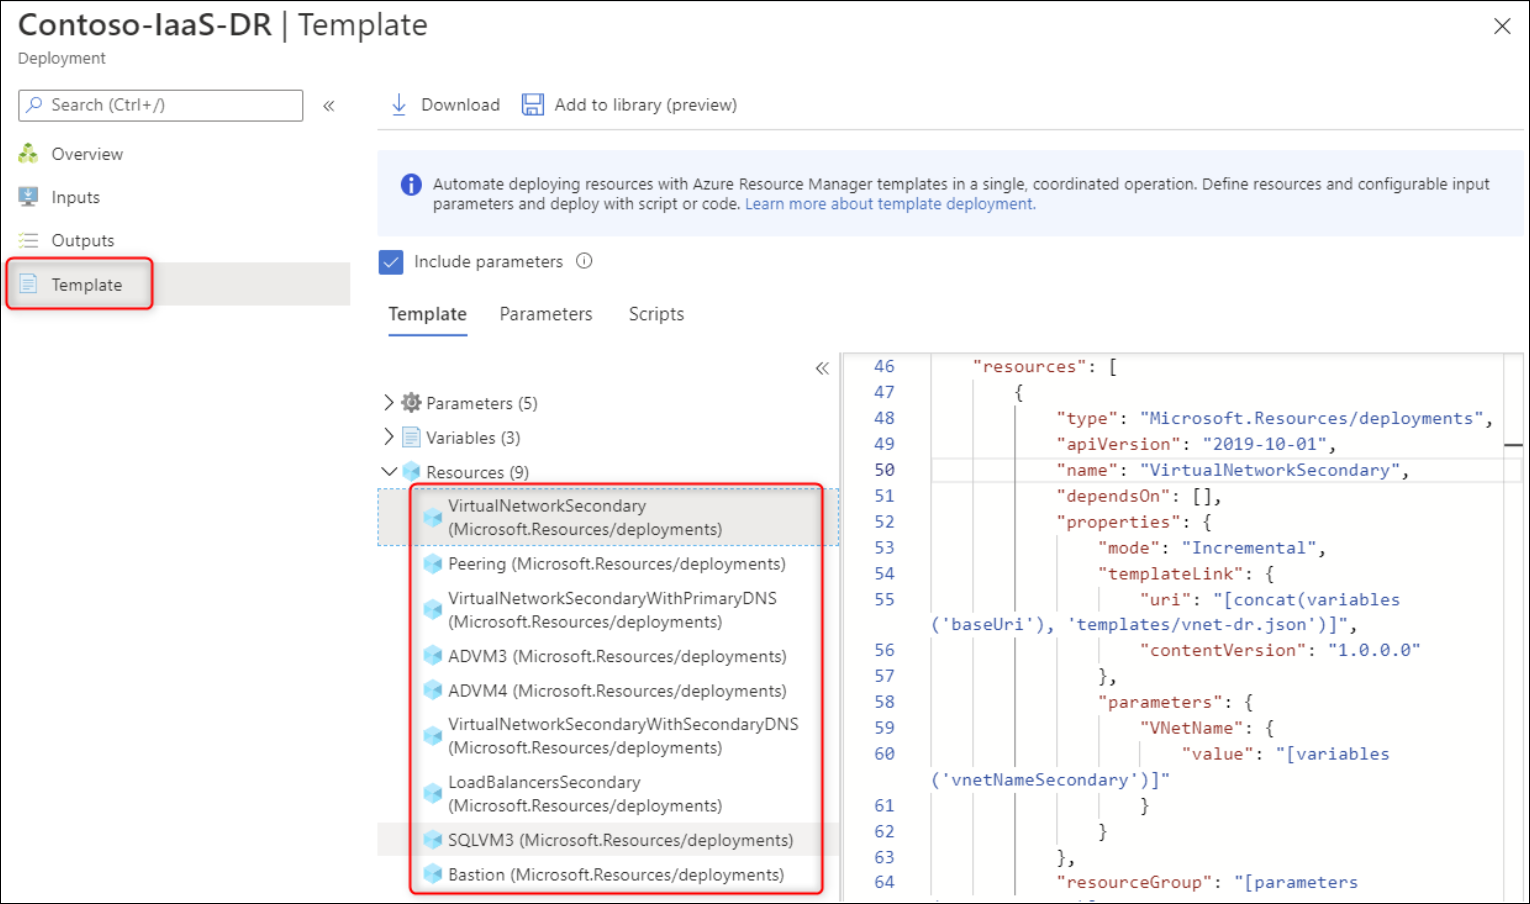 Contoso-IaaS-DR | Template
Deployment
Search (Ctrl+/)
«
Overview
Inputs
Outputs
Template
Download
Add to library (preview)
Automate deploying resources with Azure Resource Manager templates in a single, coordinated operation. Define resources and configurable input
parameters and deploy with script or code. Learn more about template deployment.
Include parameters
Template
Parameters
Scripts
«
Parameters (5)
Variables (3)
Resources (9)
VirtualNetworkSecondary
(Microsoft.Resources/deployments)
Peering (Microsoft.Resources/deployments)
VirtualNetworkSecondaryWithPrimaryDNS
(Microsoft.Resources/deployments)
ADVM3 (Microsoft.Resources/deployments)
ADVM4 (Microsoft.Resources/deployments)
VirtualNetworkSecondaryWithSecondaryDNS
(Microsoft.Resources/deployments)
LoadBalancersSecondary
(Microsoft.Resources/deployments)
SQLVM3 (Microsoft.Resources/deployments)
Bastion (Microsoft.Resources/deployments)
46 "resources": [
47 {
48 "type": "Microsoft.Resources/deployments",
49 "apiVersion": "2019-10-01",
50 "name": "VirtualNetworkSecondary",
51 "dependsOn": [],
52 "properties": {
53 "mode": "Incremental",
54 "templateLink": {
55 "uri": "[concat(variables
('baseUri'), 'templates/vnet-dr.json')]",
56 "contentVersion": "1.0.0.0"
57 },
58 "parameters": {
59 "VNetName": {
60 "value": "[variables
('vnetNameSecondary')]"
61 }
62 }
63 },
64 "resourceGroup": "[parameters